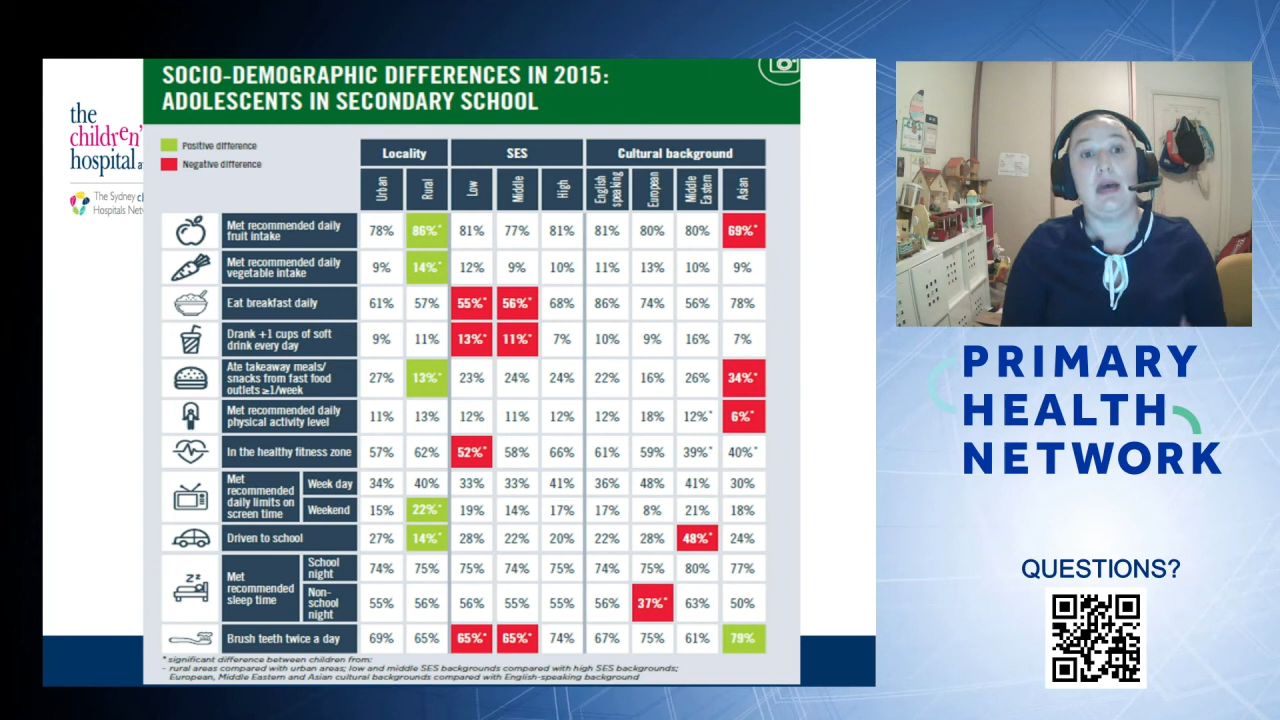 the
children'
hospital a
The Sydney cl
Hospitals Netv
SOCIO-DEMOGRAPHIC DIFFERENCES IN 2015:
ADOLESCENTS IN SECONDARY SCHOOL
Positive difference
Negative difference
Locality SES Cultural background
Urban Rural Low Middle High English speaking European Middle Eastern Asian
Met recommended daily fruit intake 78% 86%* 81% 77% 81% 81% 80% 80% 69%*
Met recommended daily vegetable intake 9% 14%* 12% 9% 10% 11% 13% 10% 9%
Eat breakfast daily 61% 57% 55%* 56%* 68% 86% 74% 56% 78%
Drank +1 cups of soft drink every day 9% 11% 13%* 11%* 7% 10% 9% 16% 7%
Ate takeaway meals/ snacks from fast food outlets ≥1/week 27% 13%* 23% 24% 24% 22% 16% 26% 34%*
Met recommended daily physical activity level 11% 13% 12% 11% 12% 12% 18% 12%* 6%*
In the healthy fitness zone 57% 62% 52%* 58% 66% 61% 59% 39%* 40%*
Met recommended daily limits on screen time Week day 34% 40% 33% 33% 41% 36% 48% 41% 30%
Weekend 15% 22%* 19% 14% 17% 17% 8% 21% 18%
Driven to school 27% 14%* 28% 22% 20% 22% 28% 48%* 24%
Met recommended sleep time School night 74% 75% 75% 74% 75% 74% 75% 80% 77%
Non-school night 55% 56% 56% 55% 55% 56% 37%* 63% 50%
Brush teeth twice a day 69% 65% 65%* 65%* 74% 67% 75% 61% 79%
* significant difference between children from:
- rural areas compared with urban areas; low and middle SES backgrounds compared with high SES backgrounds;
European, Middle Eastern and Asian cultural backgrounds compared with English-speaking background
PRIMARY
HEALTH
NETWORK
QUESTIONS?